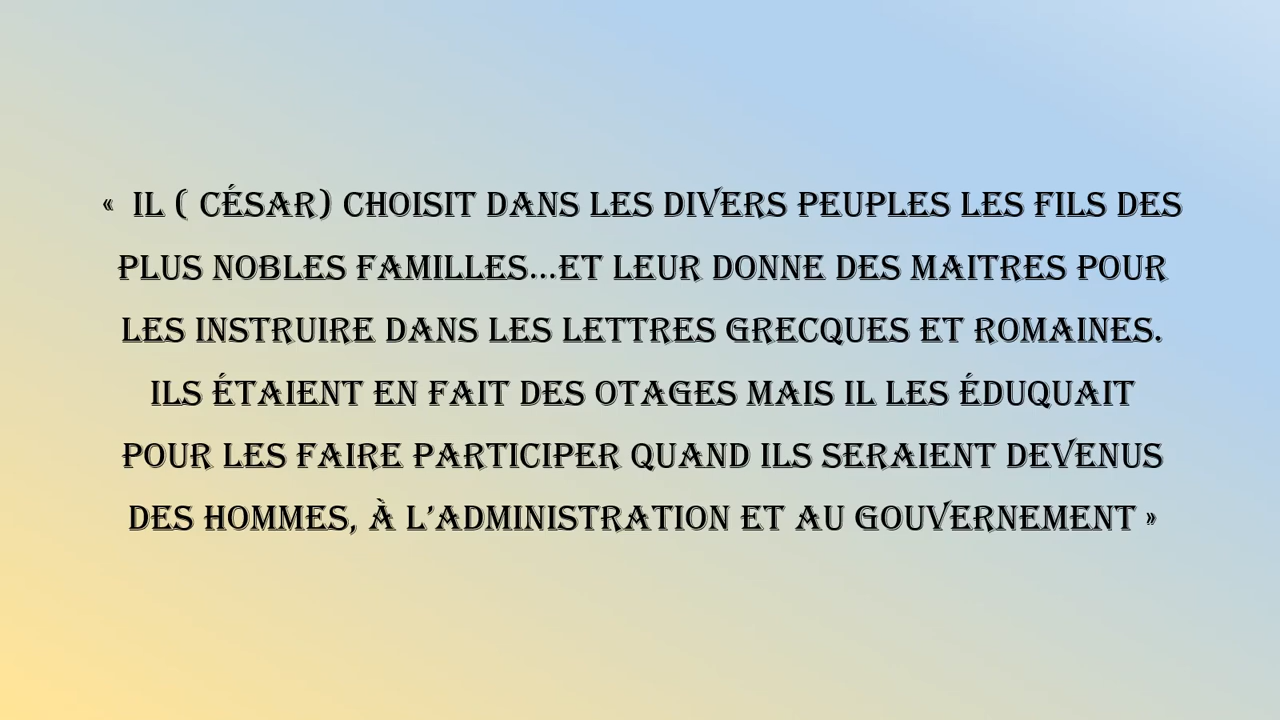 «  IL ( CÉSAR) CHOISIT DANS LES DIVERS PEUPLES LES FILS DES
PLUS NOBLES FAMILLES...ET LEUR DONNE DES MAITRES POUR
LES INSTRUIRE DANS LES LETTRES GRECQUES ET ROMAINES.
ILS ÉTAIENT EN FAIT DES OTAGES MAIS IL LES ÉDUQUAIT
POUR LES FAIRE PARTICIPER QUAND ILS SERAIENT DEVENUS
DES HOMMES, À L’ADMINISTRATION ET AU GOUVERNEMENT »